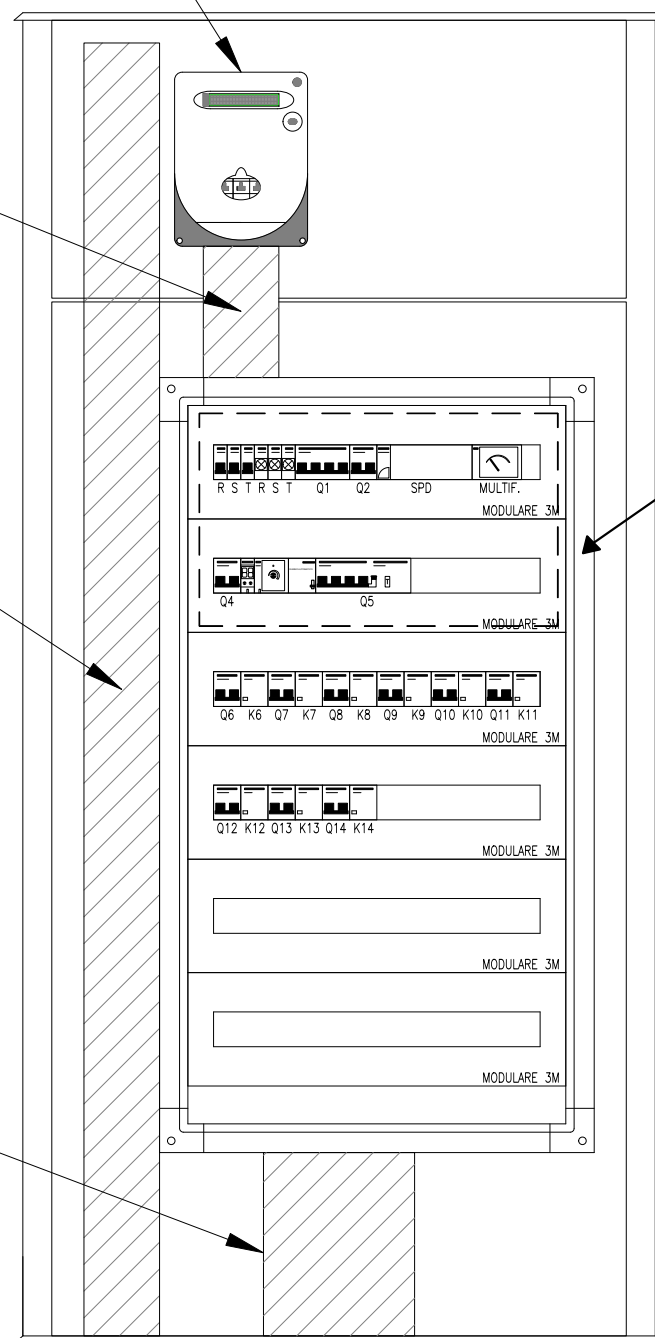 R S T R S T Q1 Q2 SPD MULTIF.
MODULARE 3M
Q4 Q5
MODULARE 3M
Q6 K6 Q7 K7 Q8 K8 Q9 K9 Q10 K10 Q11 K11
MODULARE 3M
Q12 K12 Q13 K13 Q14 K14
MODULARE 3M
MODULARE 3M
MODULARE 3M